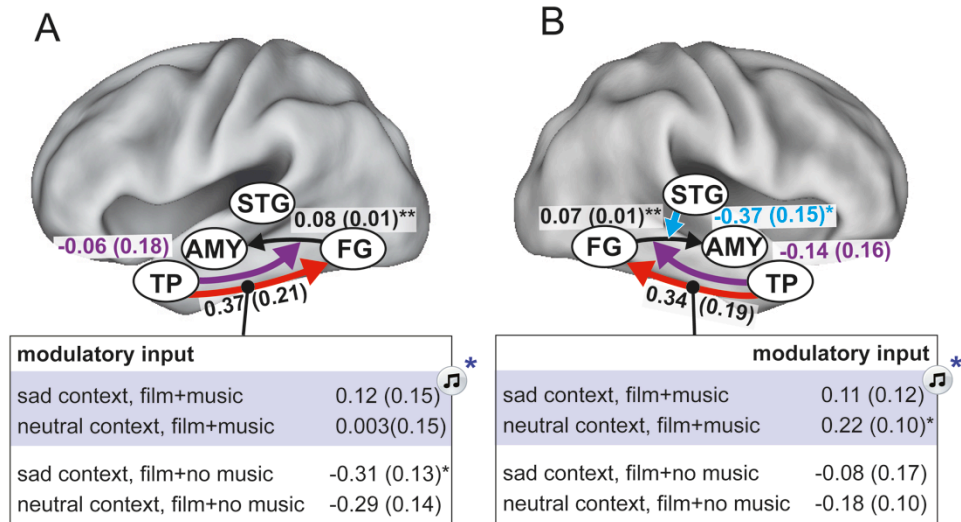 A
STG
0.08 (0.01)**
-0.06 (0.18)
AMY
FG
TP
0.37 (0.21)
modulatory input
*
sad context, film+music 0.12 (0.15)
neutral context, film+music 0.003(0.15)
sad context, film+no music -0.31 (0.13)*
neutral context, film+no music -0.29 (0.14)
B
STG
0.07 (0.01)**
-0.37 (0.15)*
FG
AMY
-0.14 (0.16)
TP
0.34 (0.19)
modulatory input
*
sad context, film+music 0.11 (0.12)
neutral context, film+music 0.22 (0.10)*
sad context, film+no music -0.08 (0.17)
neutral context, film+no music -0.18 (0.10)